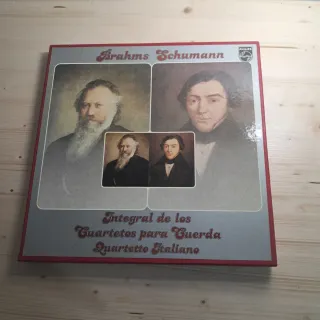 Brahms Schumann
PHILIPS
Integral de los
Cuartetos para Cuerda
Quartetto Italiano